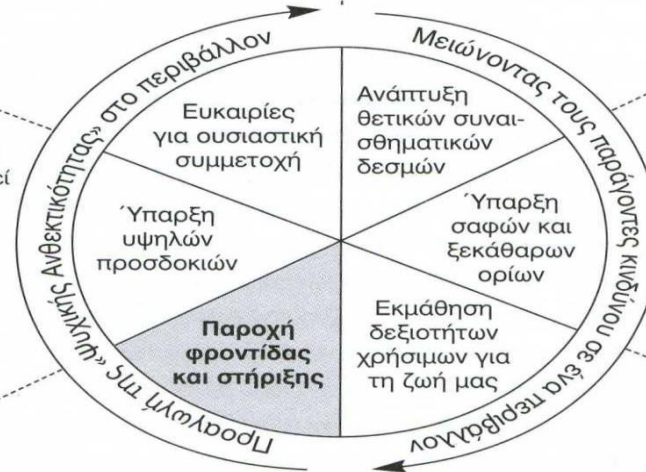 Προαγωγή της «Ψυχικής Ανθεκτικότητας» στο περιβάλλον
Μειώνοντας τους παράγοντες κινδύνου σε ένα περιβάλλον
Ευκαιρίες
για ουσιαστική
συμμετοχή
Ανάπτυξη
θετικών συναι-
σθηματικών
δεσμών
Ύπαρξη
σαφών και
ξεκάθαρων
ορίων
Εκμάθηση
δεξιοτήτων
χρήσιμων για
τη ζωή μας
Παροχή
φροντίδας
και στήριξης
Ύπαρξη
υψηλών
προσδοκιών